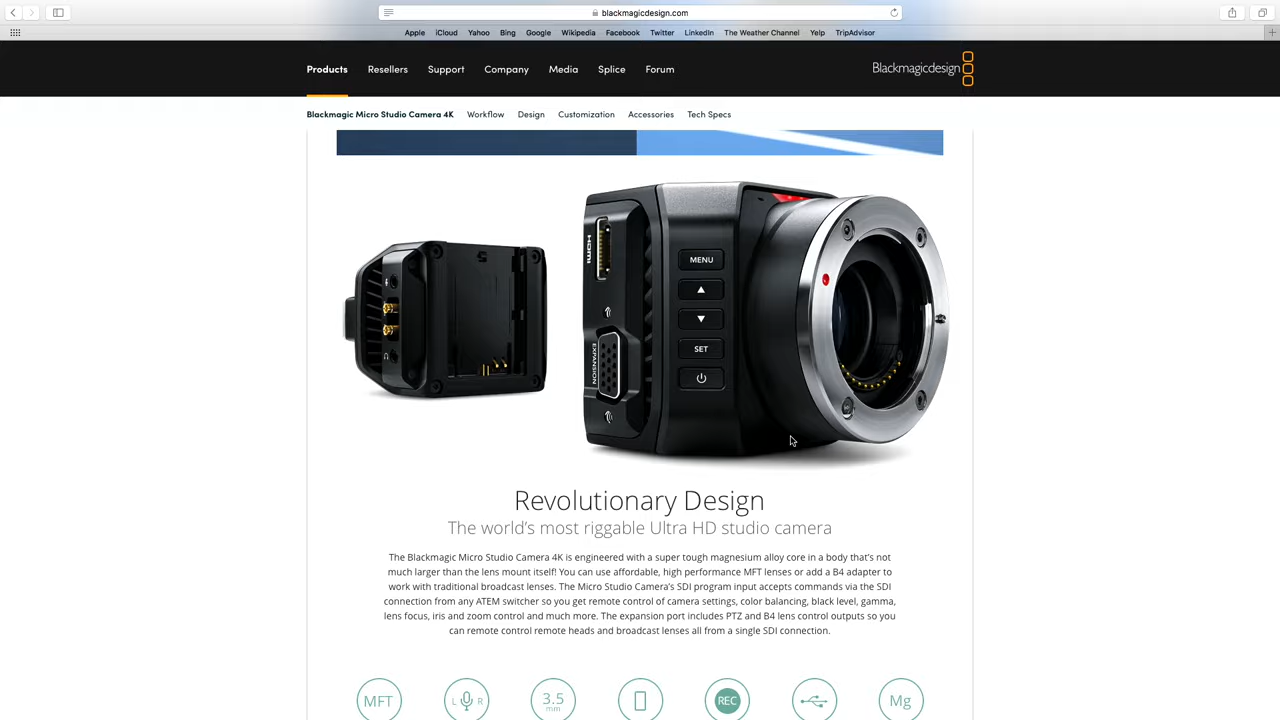 blackmagicdesign.com
Apple iCloud Yahoo Bing Google Wikipedia Facebook Twitter LinkedIn The Weather Channel Yelp TripAdvisor
Products Resellers Support Company Media Splice Forum
Blackmagicdesign
Blackmagic Micro Studio Camera 4K Workflow Design Customization Accessories Tech Specs
HDMI
MENU
SET
EXPANSION
Revolutionary Design
The world's most riggable Ultra HD studio camera
The Blackmagic Micro Studio Camera 4K is engineered with a super tough magnesium alloy core in a body that's not
much larger than the lens mount itself! You can use affordable, high performance MFT lenses or add a B4 adapter to
work with traditional broadcast lenses. The Micro Studio Camera's SDI program input accepts commands via the SDI
connection from any ATEM switcher so you get remote control of camera settings, color balancing, black level, gamma,
lens focus, iris and zoom control and much more. The expansion port includes PTZ and B4 lens control outputs so you
can remote control remote heads and broadcast lenses all from a single SDI connection.
MFT L R 3.5 REC Mg
mm